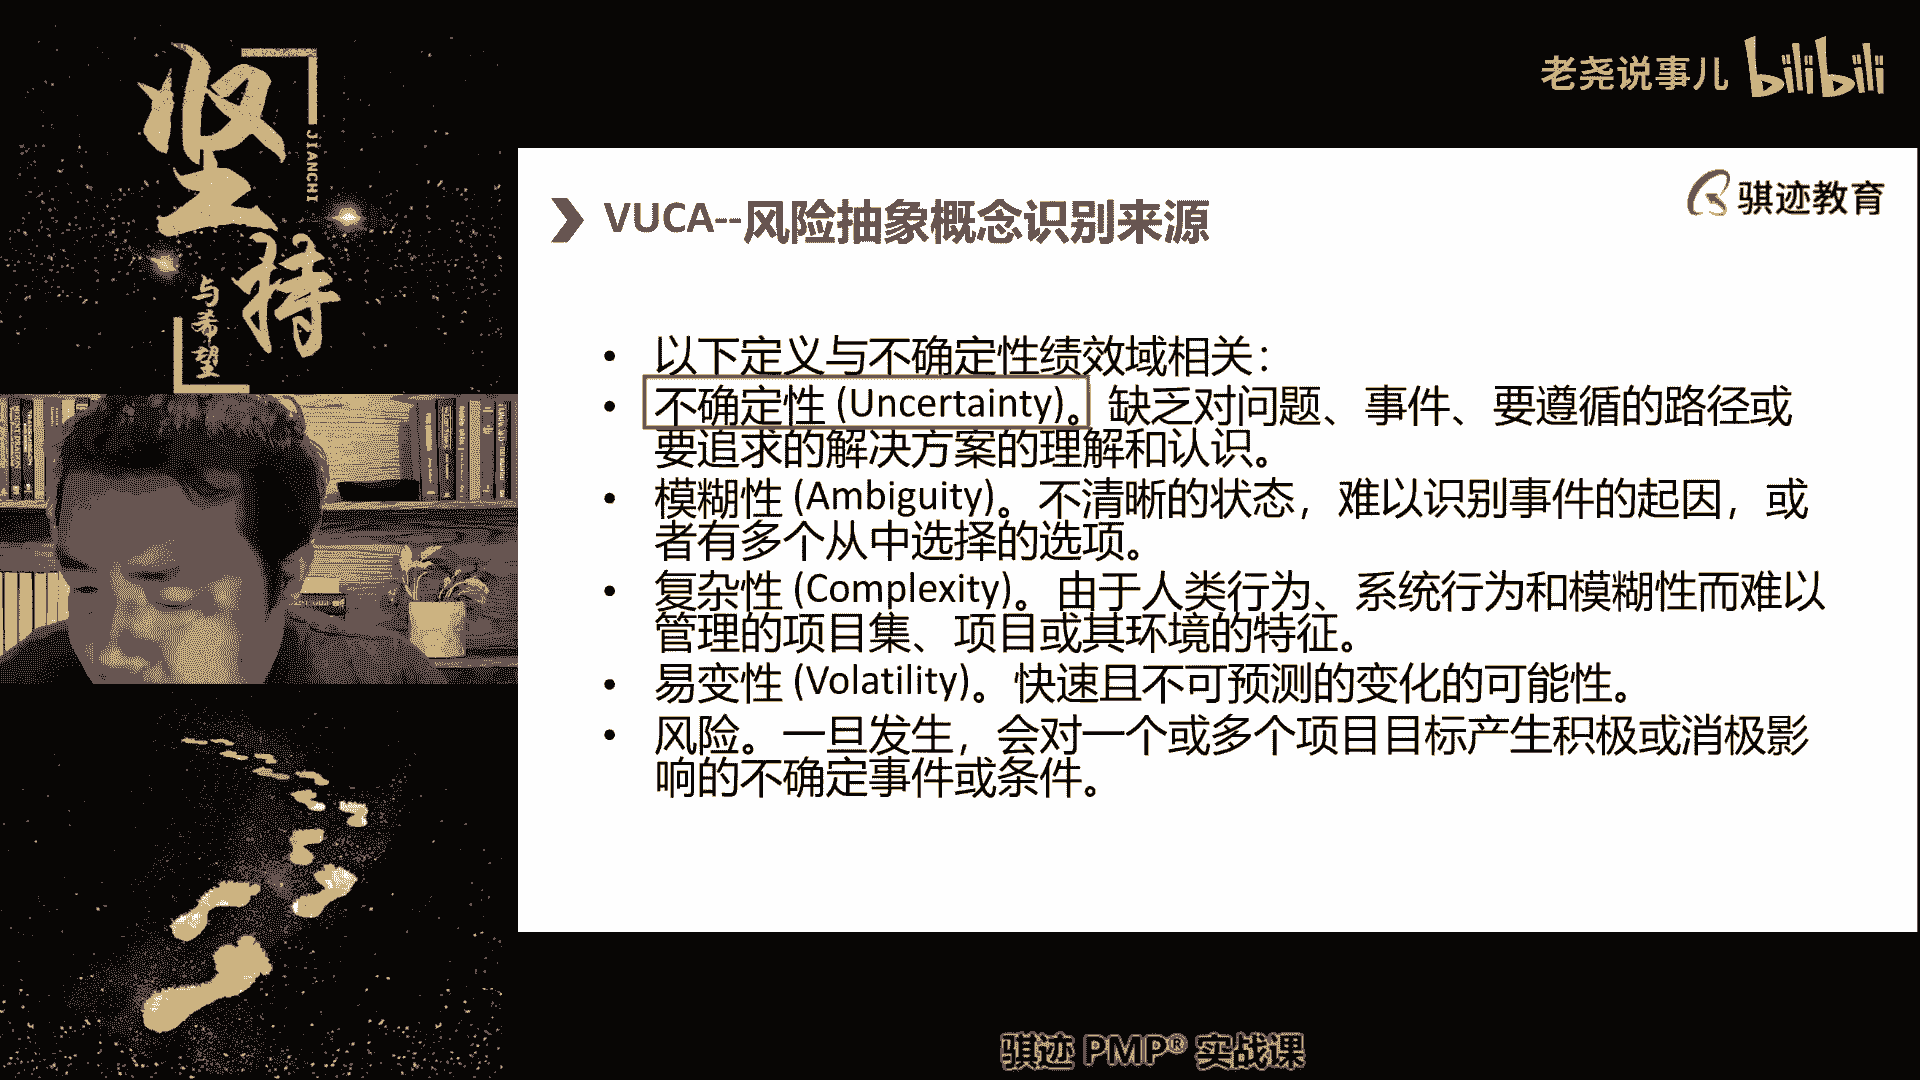 坚持
JIANCHI
与希望
老尧说事儿 bilibili
骐迹教育
VUCA--风险抽象概念识别来源
• 以下定义与不确定性绩效域相关：
• 不确定性 (Uncertainty)。缺乏对问题、事件、要遵循的路径或
要追求的解决方案的理解和认识。
• 模糊性 (Ambiguity)。不清晰的状态，难以识别事件的起因，或
者有多个从中选择的选项。
• 复杂性 (Complexity)。由于人类行为、系统行为和模糊性而难以
管理的项目集、项目或其环境的特征。
• 易变性 (Volatility)。快速且不可预测的变化的可能性。
• 风险。一旦发生，会对一个或多个项目目标产生积极或消极影
响的不确定事件或条件。
骐迹 PMP® 实战课